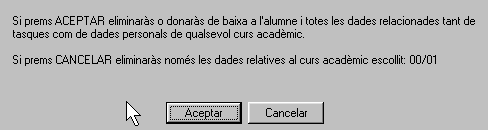 Si prems ACEPTAR eliminaràs o donaràs de baixa a l'alumne i totes les dades relacionades tant de
tasques com de dades personals de qualsevol curs acadèmic.
Si prems CANCELAR eliminaràs només les dades relatives al curs acadèmic escollit: 00/01
Aceptar Cancelar